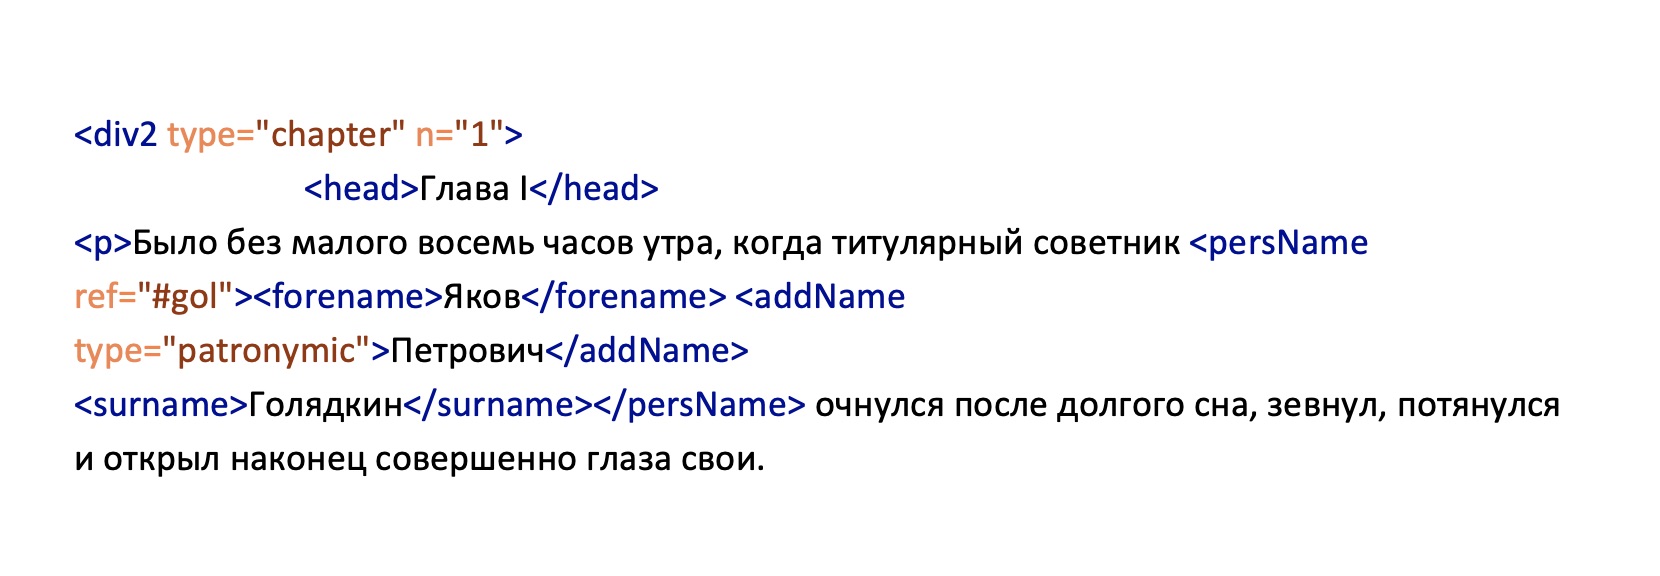 <div2 type="chapter" n="1">
<head>Глава I</head>
<p>Было без малого восемь часов утра, когда титулярный советник <persName
ref="#gol"><forename>Яков</forename> <addName
type="patronymic">Петрович</addName>
<surname>Голядкин</surname></persName> очнулся после долгого сна, зевнул, потянулся
и открыл наконец совершенно глаза свои.